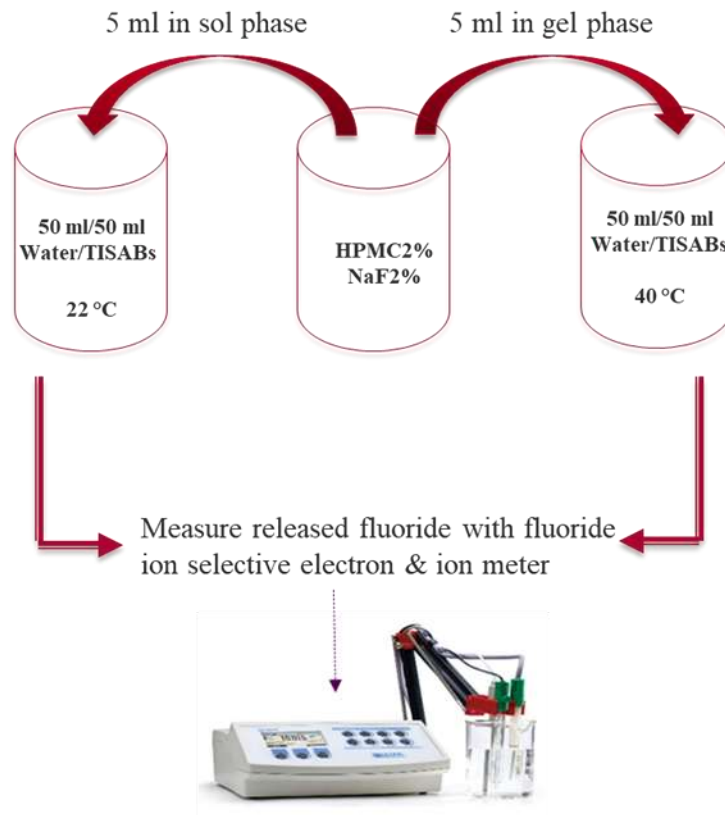 5 ml in sol phase
5 ml in gel phase
50 ml/50 ml
Water/TISABs
22 °C
HPMC2%
NaF2%
50 ml/50 ml
Water/TISABs
40 °C
Measure released fluoride with fluoride
ion selective electron & ion meter